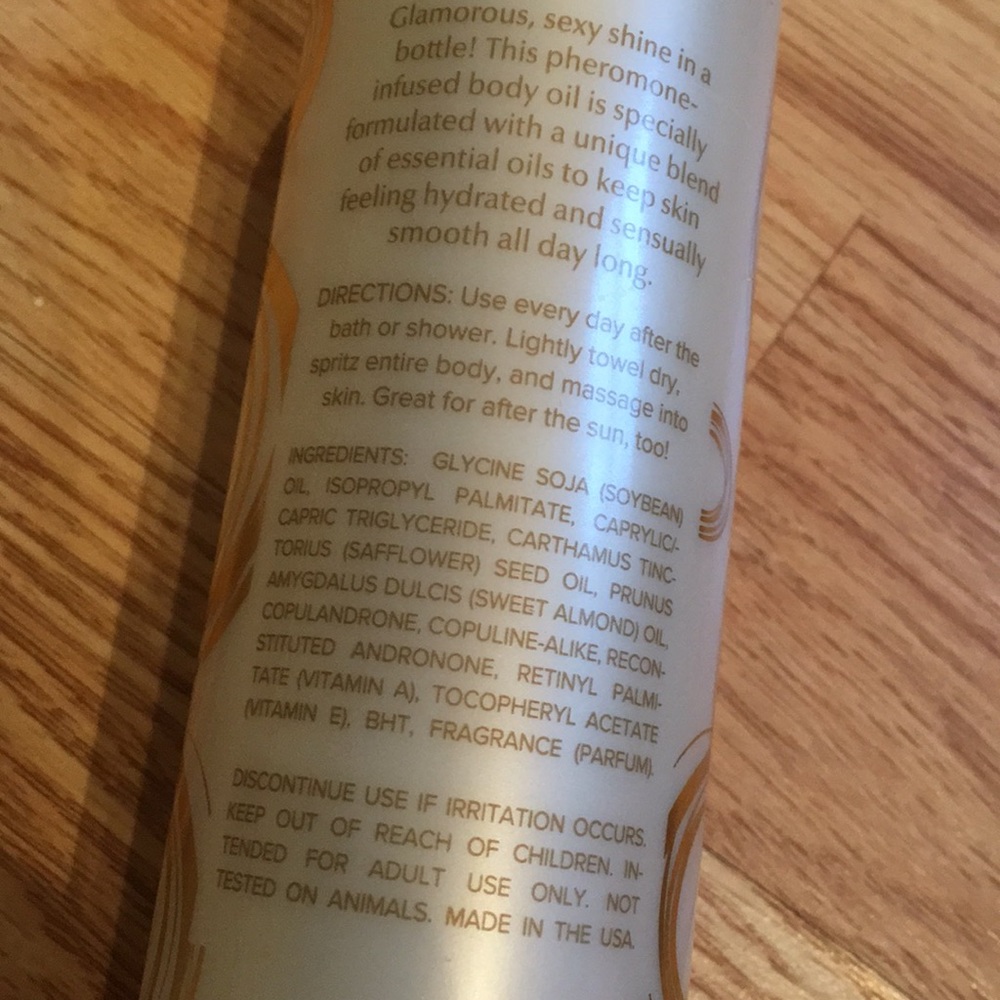 Glamorous, sexy shine in a
bottle! This pheromone-
infused body oil is specially
formulated with a unique blend
of essential oils to keep skin
feeling hydrated and sensually
smooth all day long.
DIRECTIONS: Use every day after the
bath or shower. Lightly towel dry,
spritz entire body, and massage into
skin. Great for after the sun, too!
INGREDIENTS: GLYCINE SOJA (SOYBEAN)
OIL, ISOPROPYL PALMITATE, CAPRYLIC/-
CAPRIC TRIGLYCERIDE, CARTHAMUS TINC-
TORIUS (SAFFLOWER) SEED OIL, PRUNUS
AMYGDALUS DULCIS (SWEET ALMOND) OIL,
COPULANDRONE, COPULINE-ALIKE, RECON-
STITUTED ANDRONONE, RETINYL PALMI-
TATE (VITAMIN A), TOCOPHERYL ACETATE
(VITAMIN E), BHT, FRAGRANCE (PARFUM).
DISCONTINUE USE IF IRRITATION OCCURS.
KEEP OUT OF REACH OF CHILDREN. IN-
TENDED FOR ADULT USE ONLY. NOT
TESTED ON ANIMALS. MADE IN THE USA.